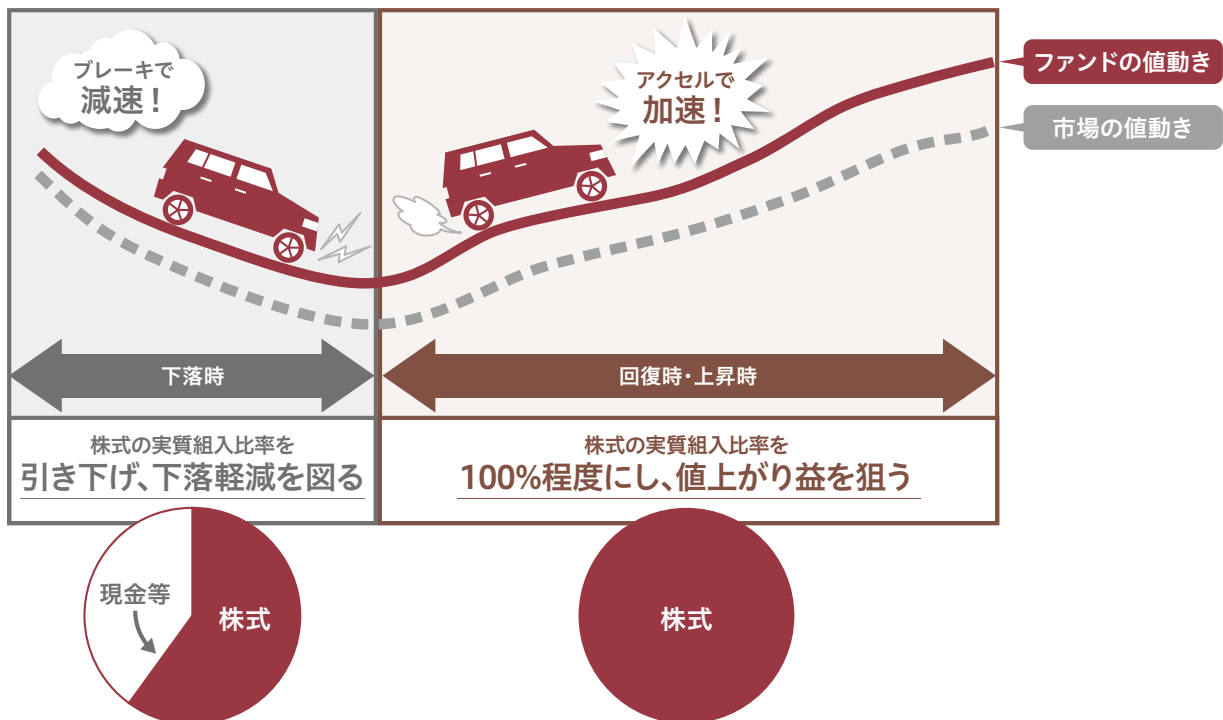 ブレーキで
減速！
アクセルで
加速！
ファンドの値動き
市場の値動き
下落時
回復時・上昇時
株式の実質組入比率を
引き下げ、下落軽減を図る
株式の実質組入比率を
100%程度にし、値上がり益を狙う
現金等
株式
株式